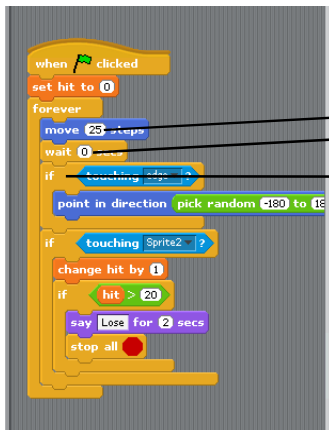 when clicked
set hit to 0
forever
move 25 steps
wait 0 secs
if touching edge ?
point in direction pick random -180 to 18
if touching Sprite2 ?
change hit by 1
if hit > 20
say Lose for 2 secs
stop all